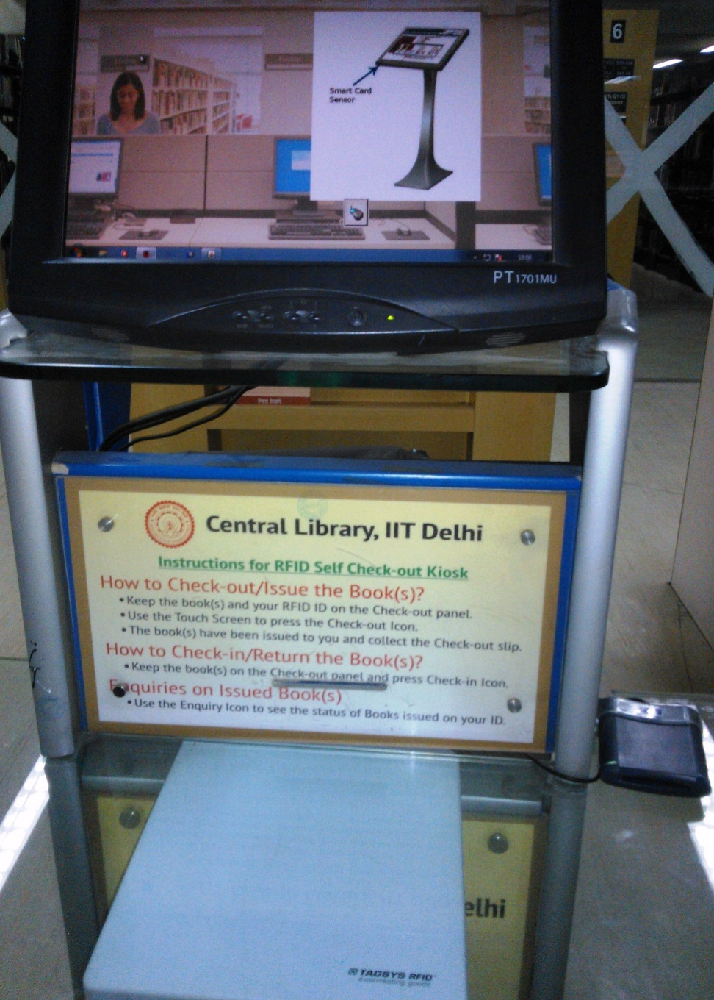 6
Smart Card
Sensor
PT1701MU
Central Library, IIT Delhi
Instructions for RFID Self Check-out Kiosk
How to Check-out/Issue the Book(s)?
• Keep the book(s) and your RFID ID on the Check-out panel.
• Use the Touch Screen to press the Check-out Icon.
• The book(s) have been issued to you and collect the Check-out slip.
How to Check-in/Return the Book(s)?
• Keep the book(s) on the Check-out panel and press Check-in Icon.
Enquiries on Issued Book(s)
• Use the Enquiry Icon to see the status of Books issued on your ID.
elhi
TAGSYS RFID
e-connecting goods